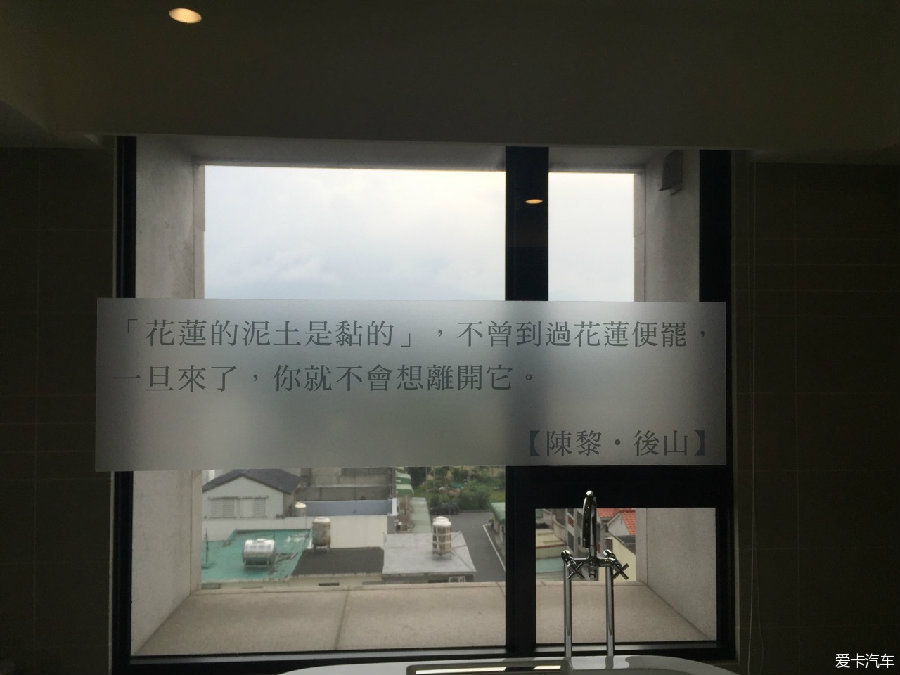 「花蓮的泥土是黏的」，不曾到過花蓮便罷，
一旦來了，你就不會想離開它。
【陳黎・後山】
爱卡汽车